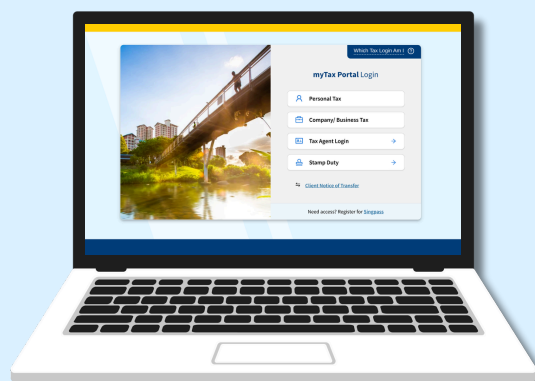 Which Tax Login Am I
myTax Portal Login
Personal Tax
Company/ Business Tax
Tax Agent Login
Stamp Duty
Client Notice of Transfer
Need access? Register for Singpass